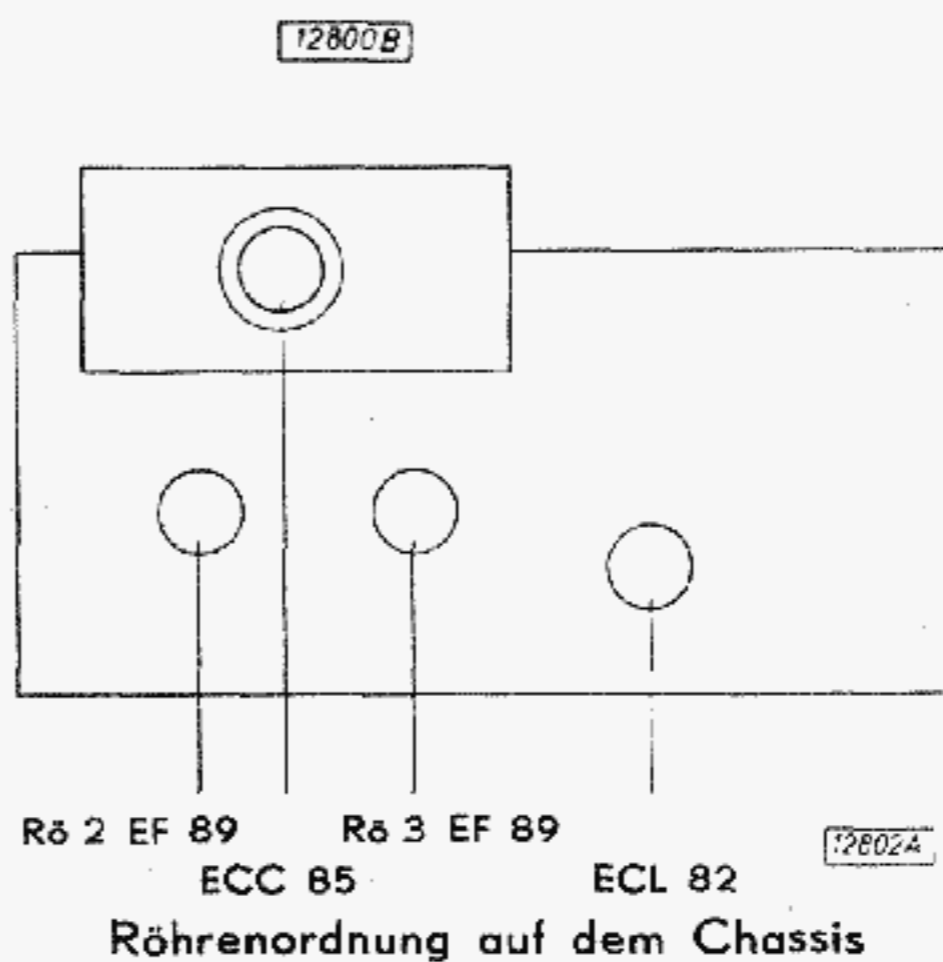 12800B
Rö 2 EF 89 Rö 3 EF 89
12802A
ECC 85 ECL 82
Röhrenordnung auf dem Chassis